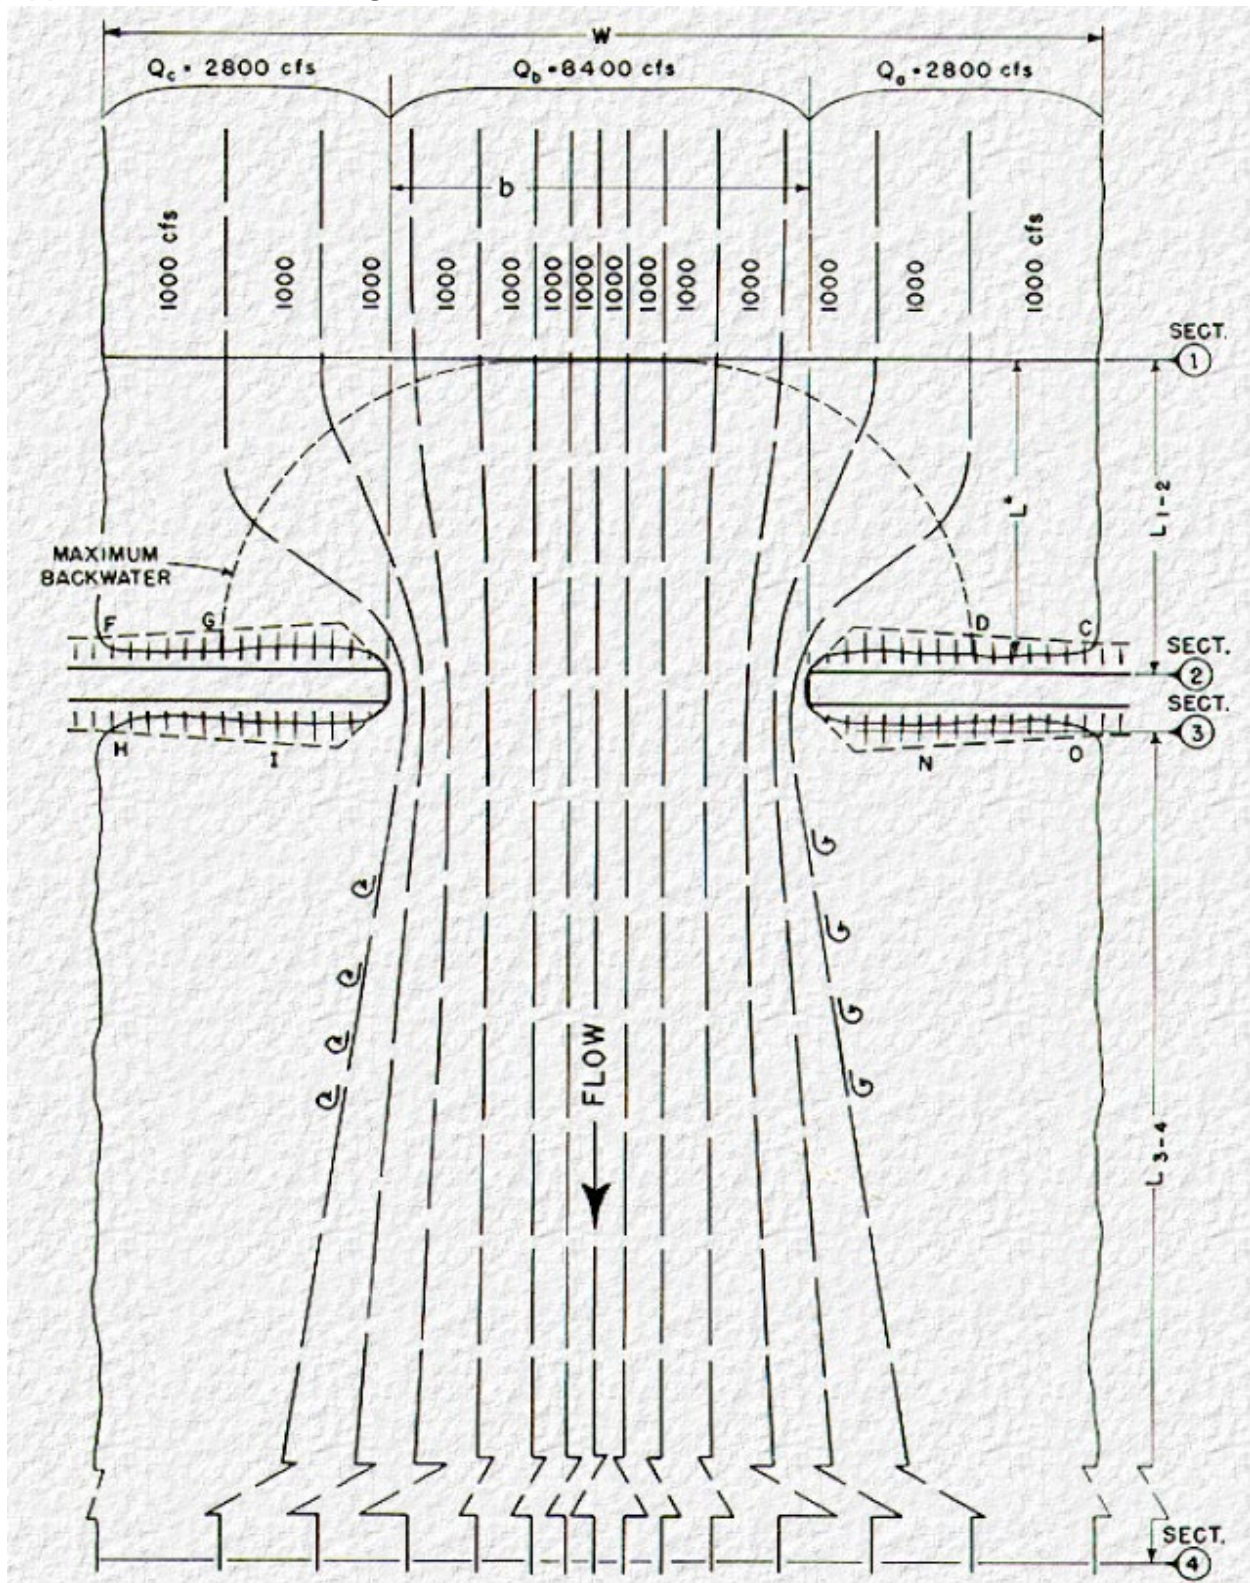 W
Qc = 2800 cfs
Qb = 8400 cfs
Qa = 2800 cfs
b
1000 cfs
1000
1000
1000
1000
1000
1000
1000
1000
1000
1000
1000
1000
1000 cfs
SECT.
1
L*
L1-2
MAXIMUM
BACKWATER
F
G
D
C
SECT.
2
SECT.
3
H
I
N
O
FLOW
L3-4
SECT.
4